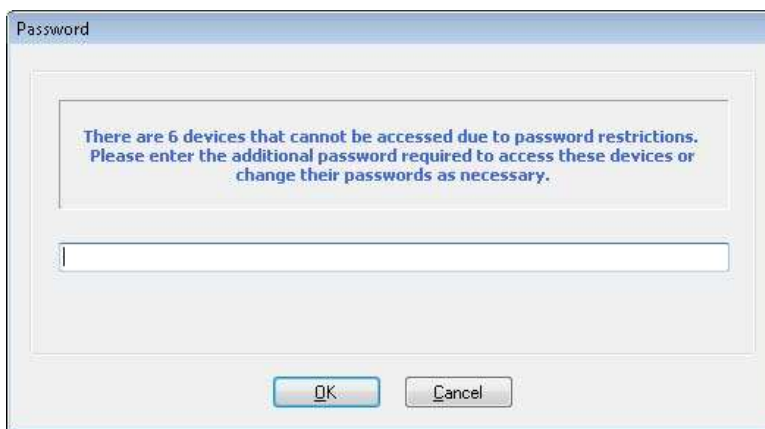 Password
There are 6 devices that cannot be accessed due to password restrictions.
Please enter the additional password required to access these devices or
change their passwords as necessary.
OK
Cancel